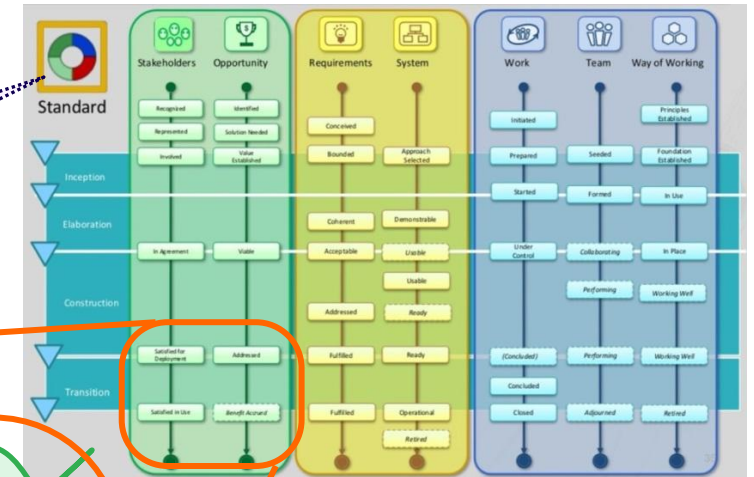 Standard
Stakeholders Opportunity Requirements System Work Team Way of Working
Recognized Identified Principles
Established
Conceived Initiated
Represented Solution Needed
Involved Value
Established Bounded Approach
Selected Prepared Seeded Foundation
Established
Inception
Started Formed In Use
Elaboration Coherent Demonstrable
In Agreement Viable Acceptable Usable Under
Control Collaborating In Place
Usable Performing Working Well
Construction
Addressed Ready
Satisfied for
Deployment Addressed Fulfilled Ready (Concluded) Performing Working Well
Transition Concluded
Satisfied in Use Benefit Accrued Fulfilled Operational Closed Adjourned Retired
Retired